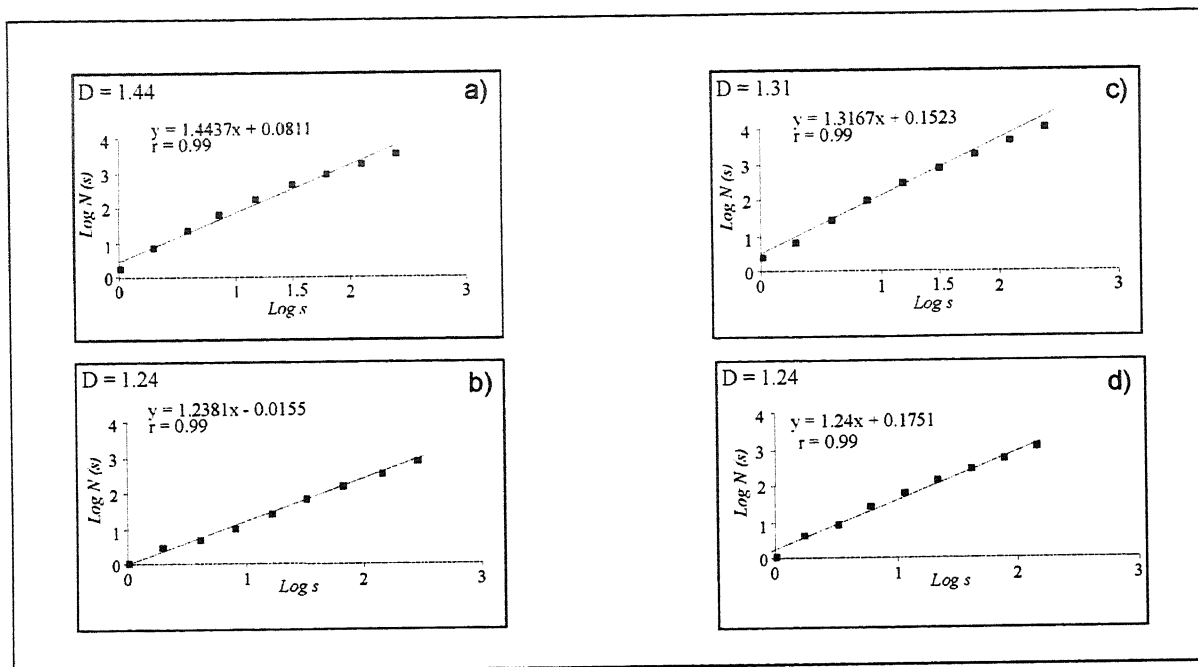 D = 1.44
a)
y = 1.4437x + 0.0811
r = 0.99
4
3
2
1
0
Log N (s)
0
1
1.5
2
3
Log s
D = 1.24
b)
y = 1.2381x - 0.0155
r = 0.99
4
3
2
1
0
Log N (s)
0
1
2
3
Log s
D = 1.31
c)
y = 1.3167x + 0.1523
r = 0.99
4
3
2
1
0
Log N (s)
0
1
1.5
2
3
Log s
D = 1.24
d)
y = 1.24x + 0.1751
r = 0.99
4
3
2
1
0
Log N (s)
0
1
2
3
Log s